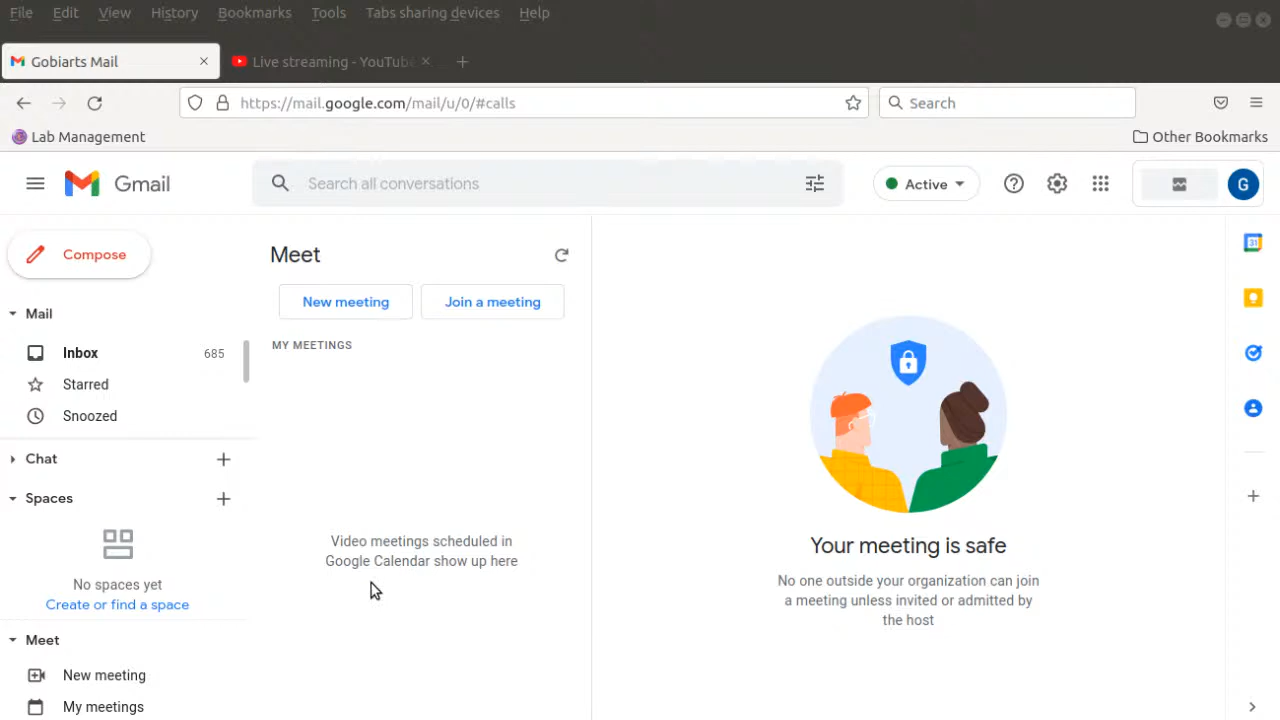 File Edit View History Bookmarks Tools Tabs sharing devices Help
Gobiarts Mail
Live streaming - YouTube
https://mail.google.com/mail/u/0/#calls
Search
Lab Management
Other Bookmarks
Gmail
Search all conversations
Active
G
Compose
Mail
Inbox 685
Starred
Snoozed
Chat
Spaces
No spaces yet
Create or find a space
Meet
New meeting
My meetings
Meet
New meeting
Join a meeting
MY MEETINGS
Video meetings scheduled in
Google Calendar show up here
Your meeting is safe
No one outside your organization can join
a meeting unless invited or admitted by
the host
31